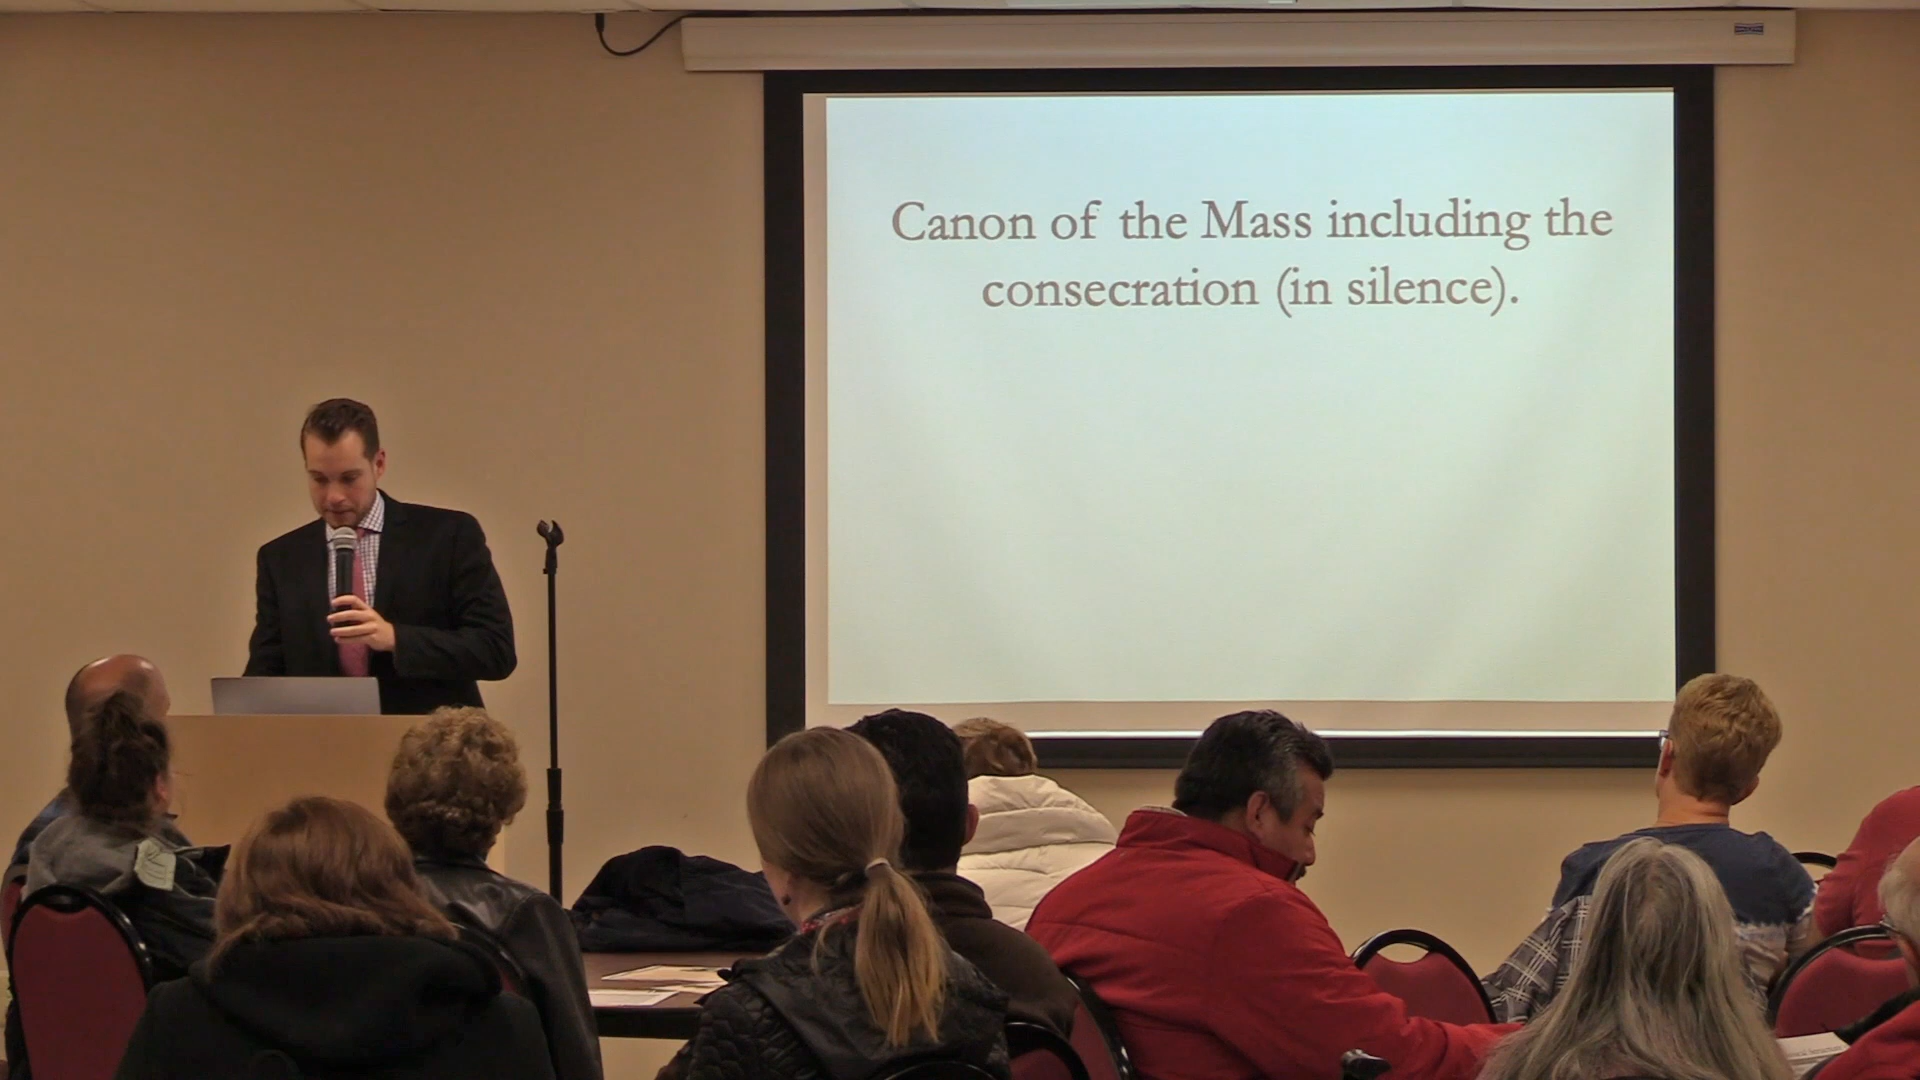 Canon of the Mass including the
consecration (in silence).